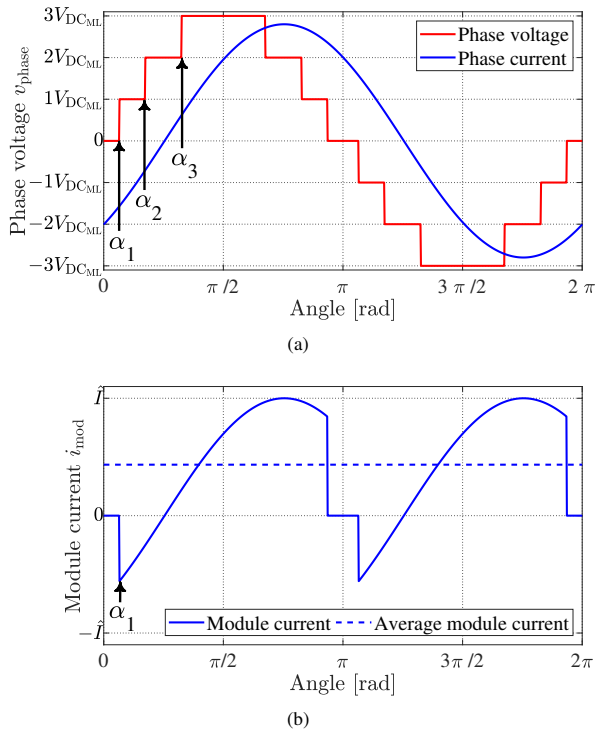 3V_DC_ML
2V_DC_ML
1V_DC_ML
0
−1V_DC_ML
−2V_DC_ML
−3V_DC_ML
Phase voltage v_phase
Phase voltage
Phase current
α_1
α_2
α_3
0
π/2
π
3 π/2
2 π
Angle [rad]
(a)
Î
0
−Î
Module current i_mod
α_1
Module current
Average module current
0
π/2
π
3π/2
2π
Angle [rad]
(b)